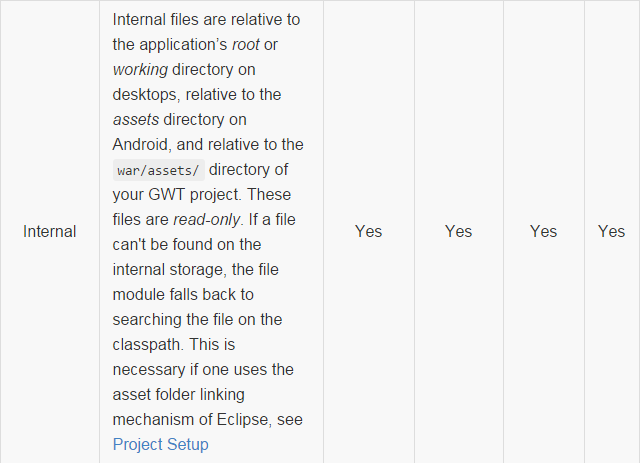 Internal
Internal files are relative to
the application’s root or
working directory on
desktops, relative to the
assets directory on
Android, and relative to the
war/assets/ directory of
your GWT project. These
files are read-only. If a file
can't be found on the
internal storage, the file
module falls back to
searching the file on the
classpath. This is
necessary if one uses the
asset folder linking
mechanism of Eclipse, see
Project Setup
Yes
Yes
Yes
Yes